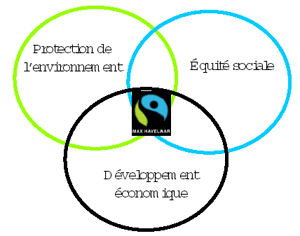 Protection de
l'environnement
Équité sociale
MAX HAVELAAR
Développement
économique